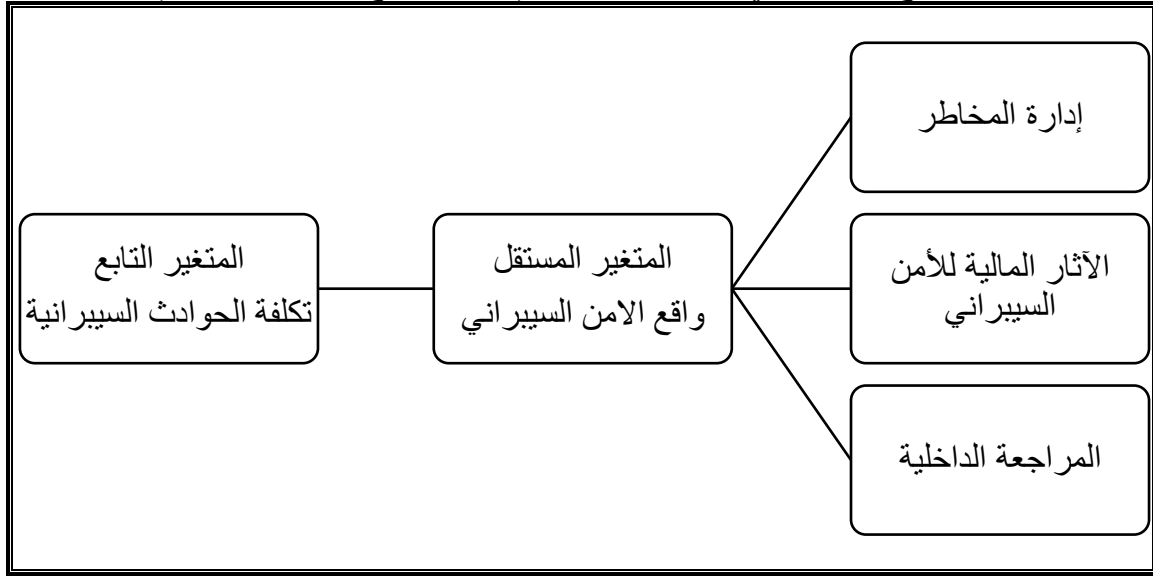 إدارة المخاطر
الآثار المالية للأمن
السيبراني
المراجعة الداخلية
المتغير المستقل
واقع الامن السيبراني
المتغير التابع
تكلفة الحوادث السيبرانية